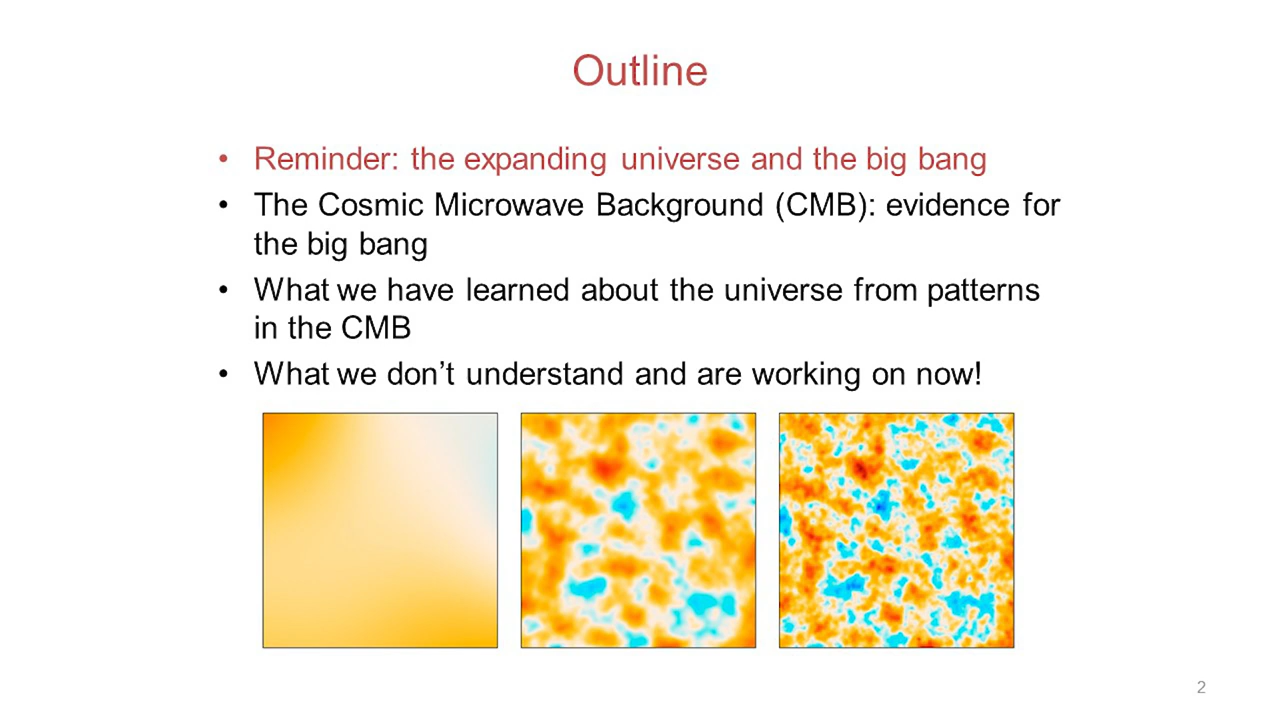 Outline
• Reminder: the expanding universe and the big bang
• The Cosmic Microwave Background (CMB): evidence for
the big bang
• What we have learned about the universe from patterns
in the CMB
• What we don’t understand and are working on now!
2